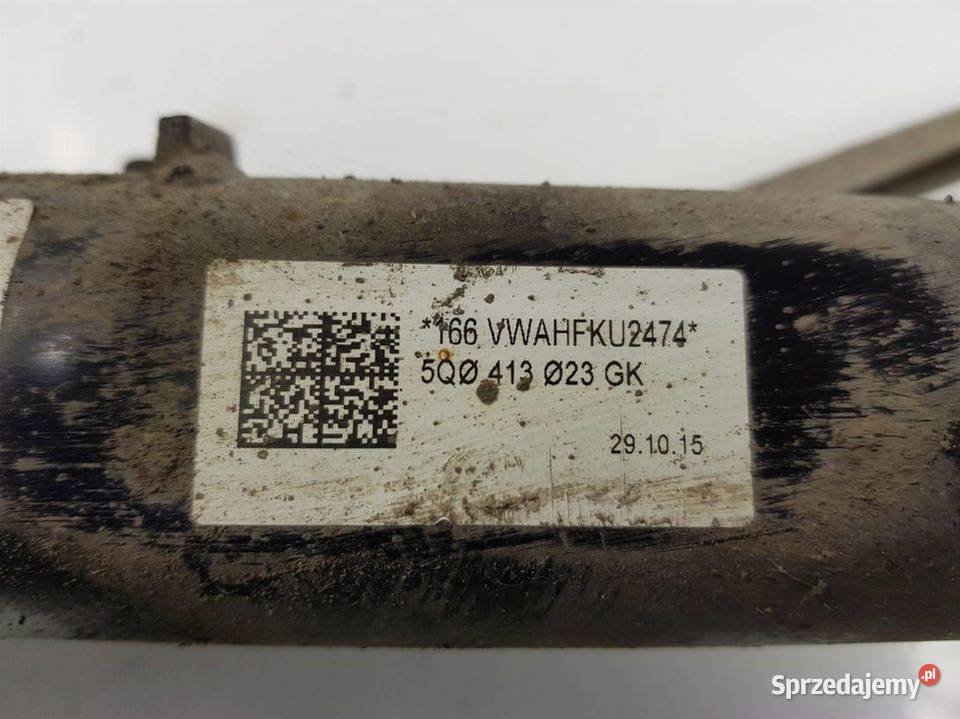 *166 VWAHFKU2474*
5QØ 413 Ø23 GK
29.10.15
Sprzedajemy.pl